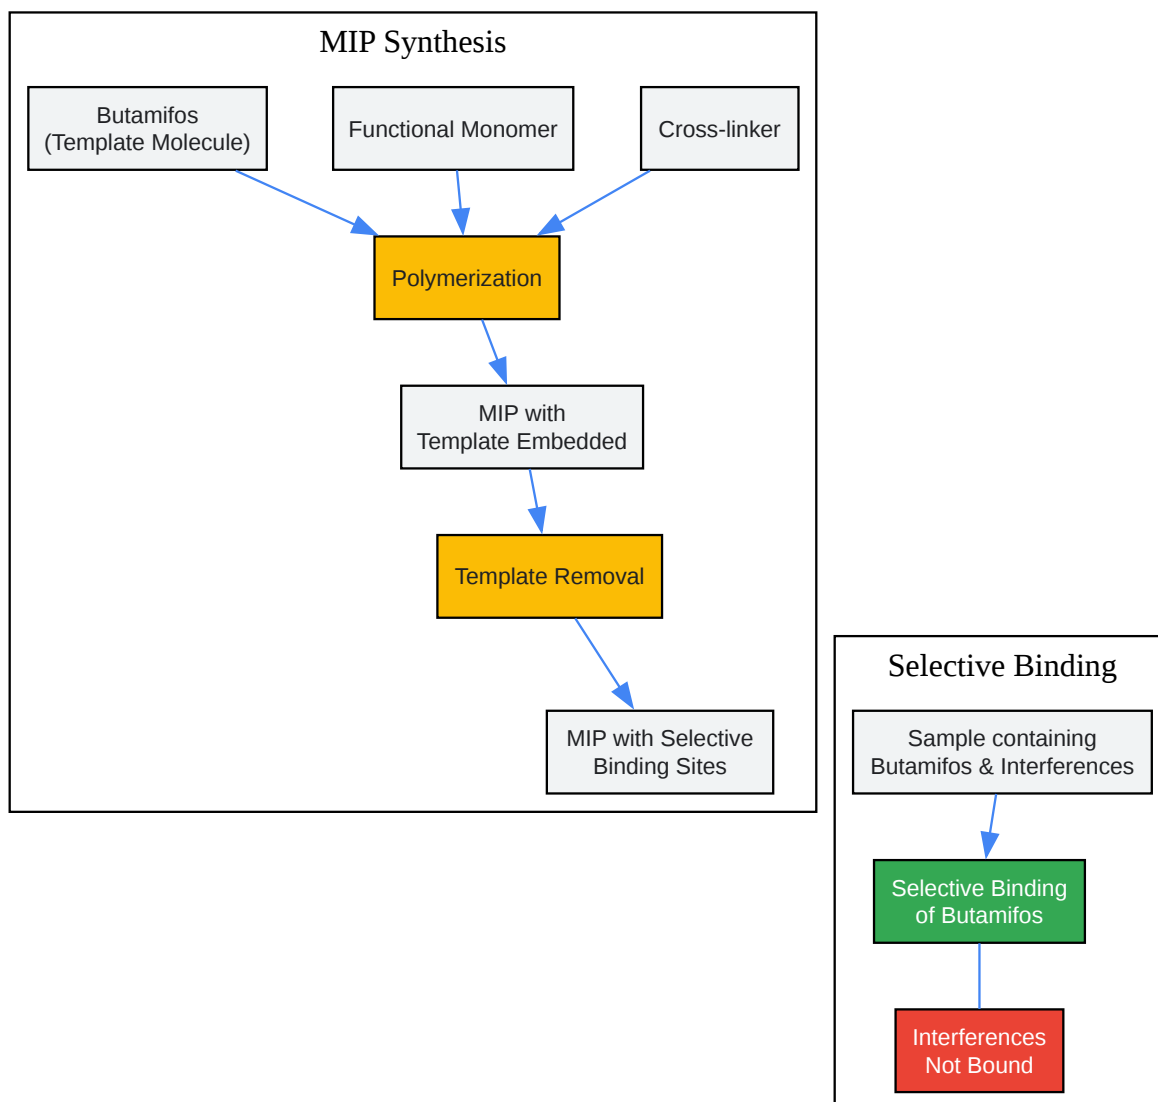 MIP Synthesis
Butamifos
(Template Molecule)
Functional Monomer
Cross-linker
Polymerization
MIP with
Template Embedded
Template Removal
MIP with Selective
Binding Sites
Selective Binding
Sample containing
Butamifos & Interferences
Selective Binding
of Butamifos
Interferences
Not Bound